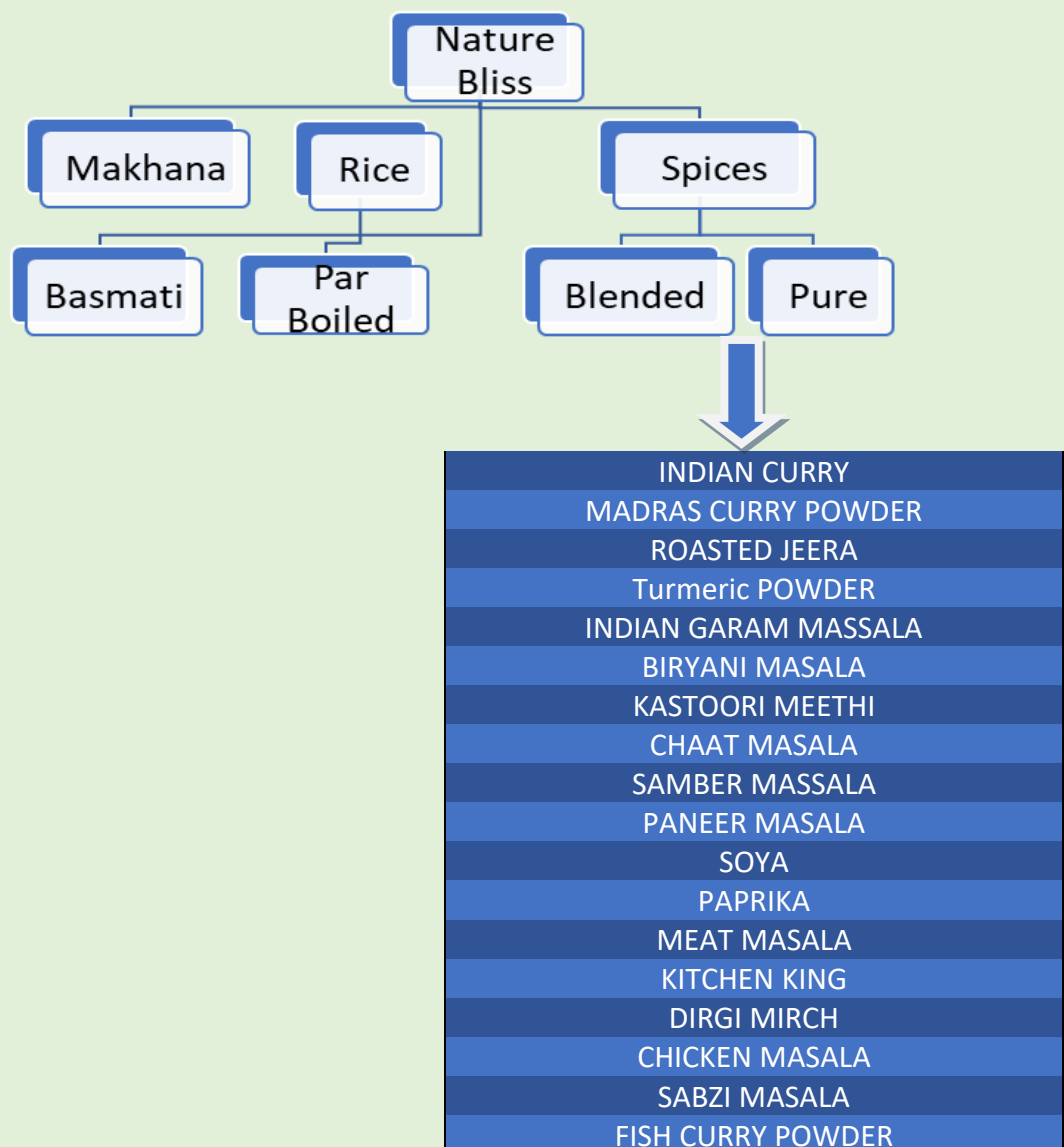 Nature
Bliss
Makhana
Rice
Spices
Basmati
Par
Boiled
Blended
Pure
INDIAN CURRY
MADRAS CURRY POWDER
ROASTED JEERA
Turmeric POWDER
INDIAN GARAM MASSALA
BIRYANI MASALA
KASTOORI MEETHI
CHAAT MASALA
SAMBER MASSALA
PANEER MASALA
SOYA
PAPRIKA
MEAT MASALA
KITCHEN KING
DIRGI MIRCH
CHICKEN MASALA
SABZI MASALA
FISH CURRY POWDER